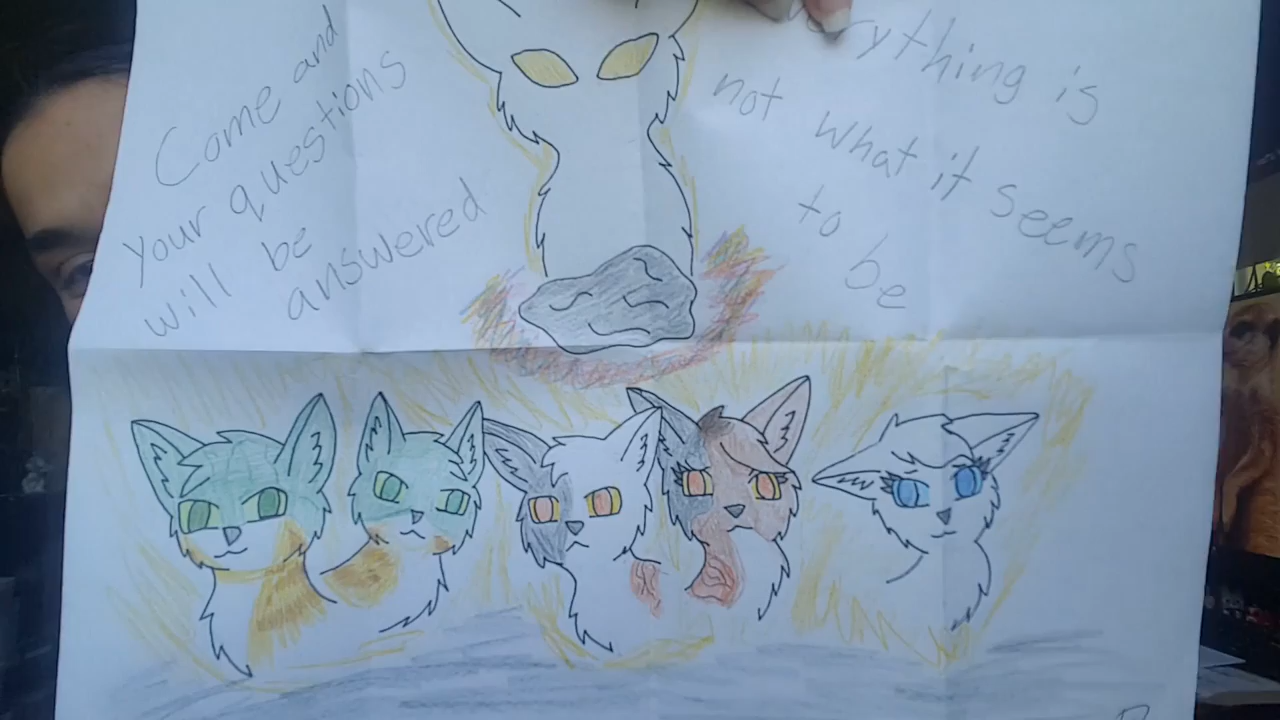 Come and
your questions
will be
answered
rything is
not what it seems
to be